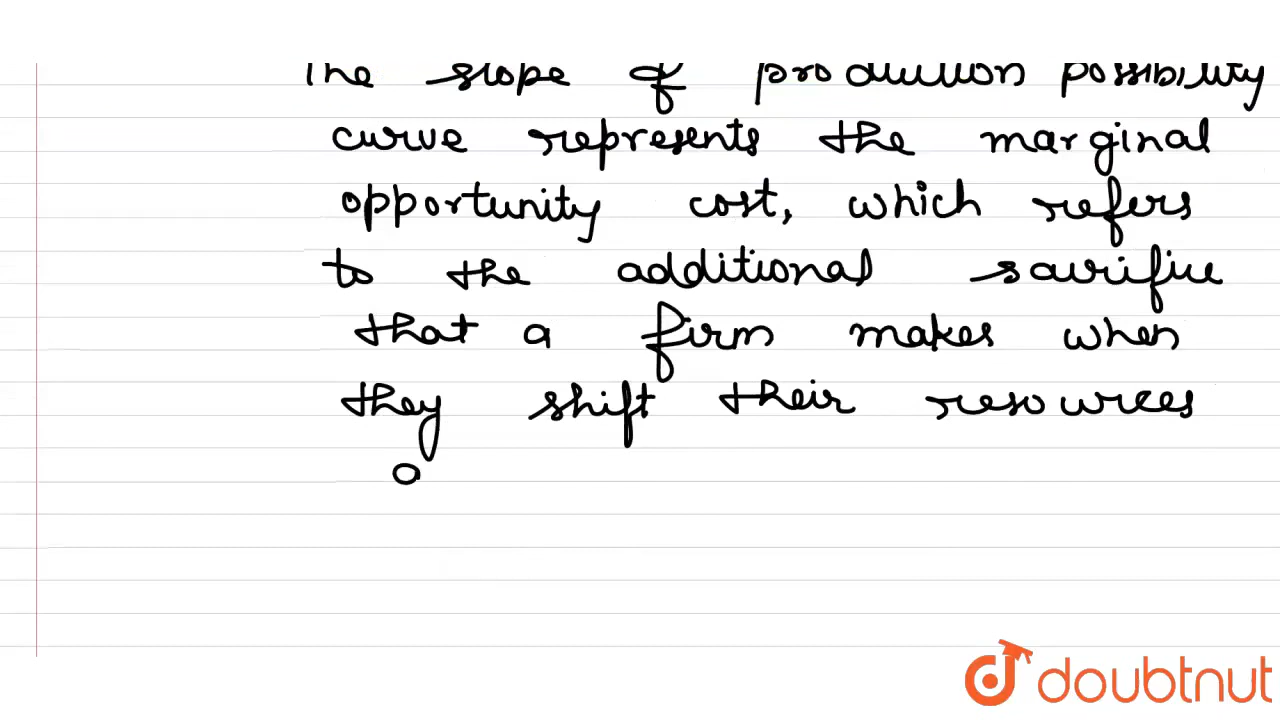 The slope of production possibility
curve represents the marginal
opportunity cost, which refers
to the additional sacrifice
that a firm makes when
they shift their resources
a
doubtnut